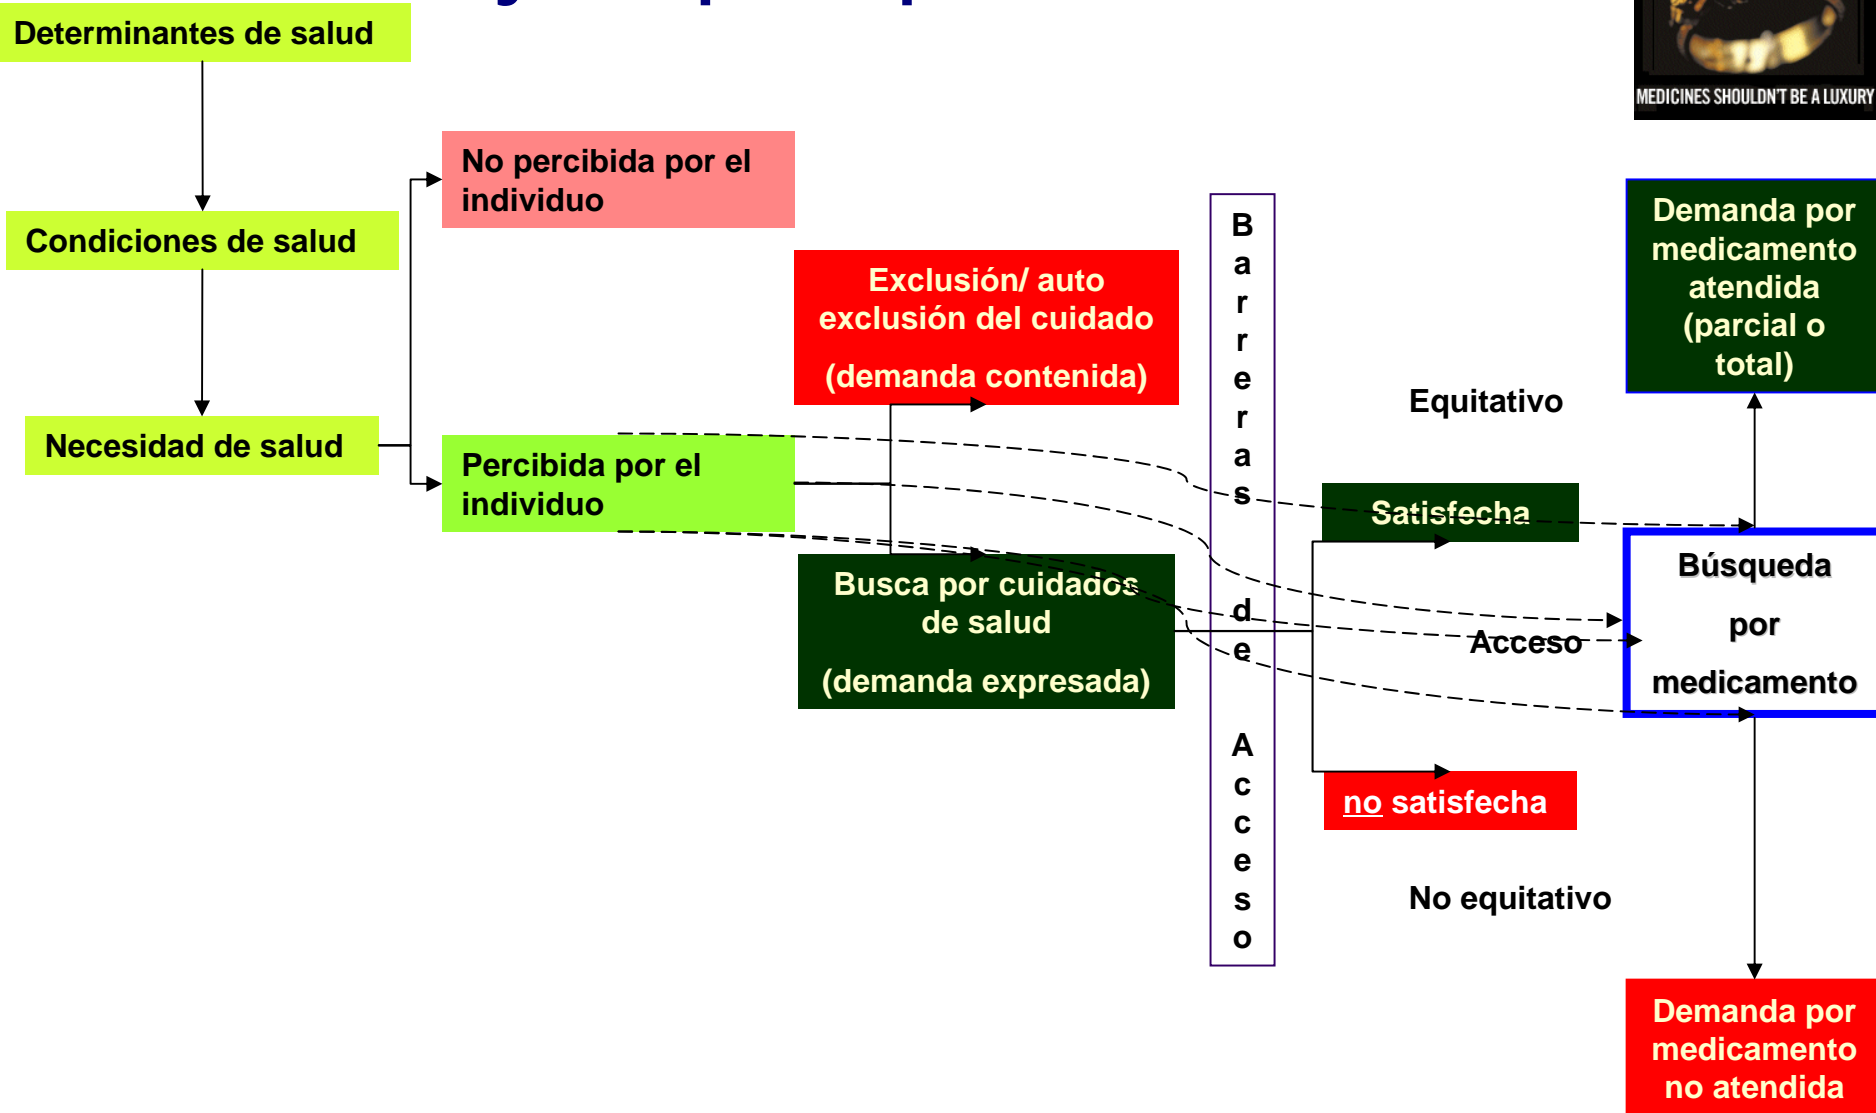 Determinantes de salud
MEDICINES SHOULDN'T BE A LUXURY
No percibida por el
individuo
Condiciones de salud
Exclusión/ auto
exclusión del cuidado
(demanda contenida)
Necesidad de salud
Percibida por el
individuo
Busca por cuidados
de salud
(demanda expresada)
Barreras de Acceso
Equitativo
Satisfecha
Acceso
no satisfecha
No equitativo
Demanda por
medicamento
atendida
(parcial o
total)
Búsqueda
por
medicamento
Demanda por
medicamento
no atendida